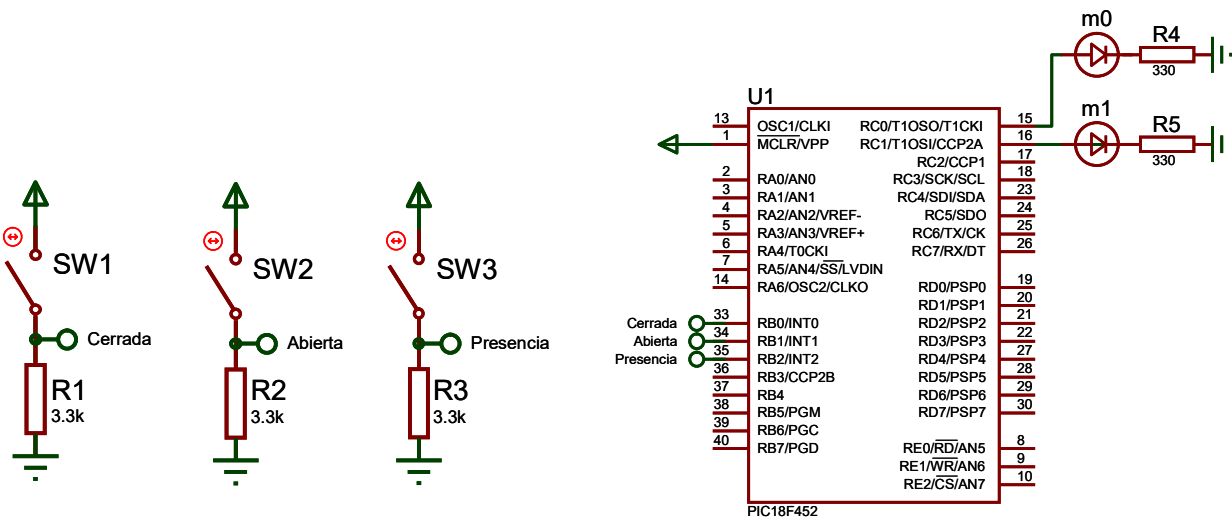 m0
R4
330
m1
R5
330
U1
13 OSC1/CLKI RC0/T1OSO/T1CKI 15
1 MCLR/VPP RC1/T1OSI/CCP2A 16
RC2/CCP1 17
2 RA0/AN0 RC3/SCK/SCL 18
3 RA1/AN1 RC4/SDI/SDA 23
4 RA2/AN2/VREF- RC5/SDO 24
5 RA3/AN3/VREF+ RC6/TX/CK 25
6 RA4/T0CKI RC7/RX/DT 26
7 RA5/AN4/SS/LVDIN
14 RA6/OSC2/CLKO RD0/PSP0 19
RD1/PSP1 20
Cerrada 33 RB0/INT0 RD2/PSP2 21
Abierta 34 RB1/INT1 RD3/PSP3 22
Presencia 35 RB2/INT2 RD4/PSP4 27
36 RB3/CCP2B RD5/PSP5 28
37 RB4 RD6/PSP6 29
38 RB5/PGM RD7/PSP7 30
39 RB6/PGC
40 RB7/PGD RE0/RD/AN5 8
RE1/WR/AN6 9
RE2/CS/AN7 10
PIC18F452
SW1
Cerrada
R1
3.3k
SW2
Abierta
R2
3.3k
SW3
Presencia
R3
3.3k